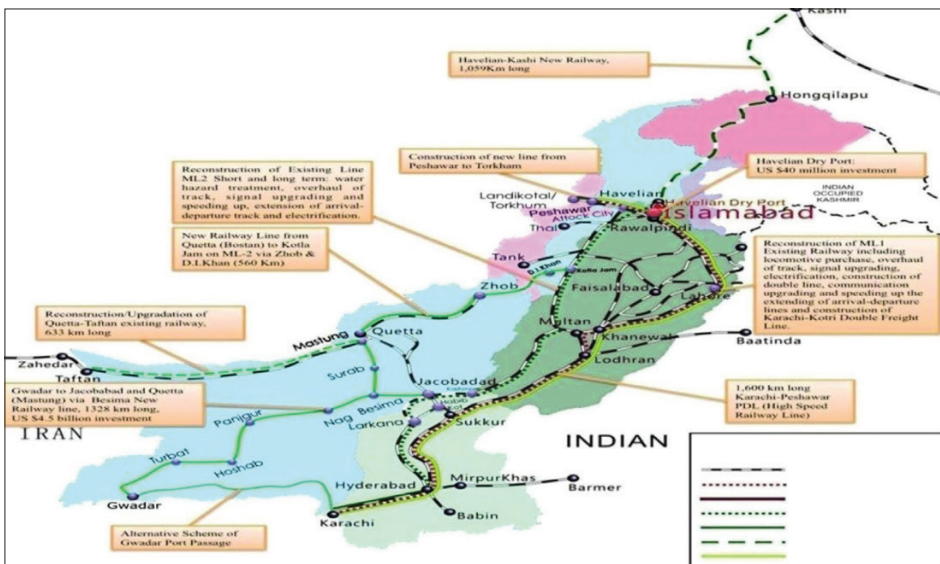 Kashi
Havelian-Kashi New Railway,
1,059Km long
Hongqilapu
Reconstruction of Existing Line
ML2 Short and long term: water
hazard treatment, overhaul of
track, signal upgrading and
speeding up, extension of arrival-
departure track and electrification.
Construction of new line from
Peshawar to Torkham
Havelian Dry Port:
US $40 million investment
INDIAN
OCCUPIED
KASHMIR
Landikotal/
Torkhum
Havelian
Havelian Dry Port
Peshawar
Attock City
Islamabad
Rawalpindi
Thal
New Railway Line from
Quetta (Bostan) to Kotla
Jam on ML-2 via Zhob &
D.I.Khan (560 Km)
Tank
D.I.Khan
Kotla Jam
Zhob
Faisalabad
Lahore
Reconstruction of ML1
Existing Railway including
locomotive purchase, overhaul
of track, signal upgrading,
electrification, construction of
double line, communication
upgrading and speeding up the
extending of arrival-departure
lines and construction of
Karachi-Kotri Double Freight
Line.
Reconstruction/Upgradation of
Quetta-Taftan existing railway,
633 km long
Mastung
Quetta
Multan
Khanewal
Lodhran
Baatinda
Zahedar
Taftan
Surab
Jacobadad
Gwadar to Jacobabad and Quetta
(Mastung) via Besima New
Railway line, 1328 km long,
US $4.5 billion investment
Besima
Nag
Panjgur
Habib
Kot
Larkana
Sukkur
1,600 km long
Karachi-Peshawar
PDL (High Speed
Railway Line)
IRAN
INDIAN
Turbat
Hoshab
Gwadar
Hyderabad
MirpurKhas
Barmer
Babin
Karachi
Alternative Scheme of
Gwadar Port Passage